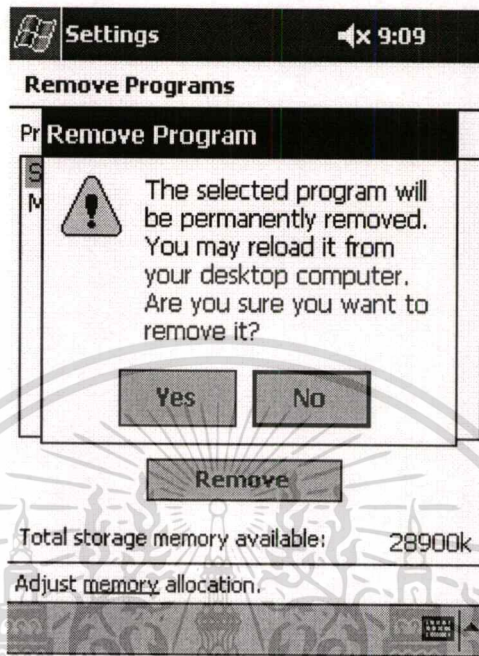 Settings 9:09
Remove Programs
Pr
Remove Program
S
M
The selected program will
be permanently removed.
You may reload it from
your desktop computer.
Are you sure you want to
remove it?
Yes No
Remove
Total storage memory available: 28900k
Adjust memory allocation.